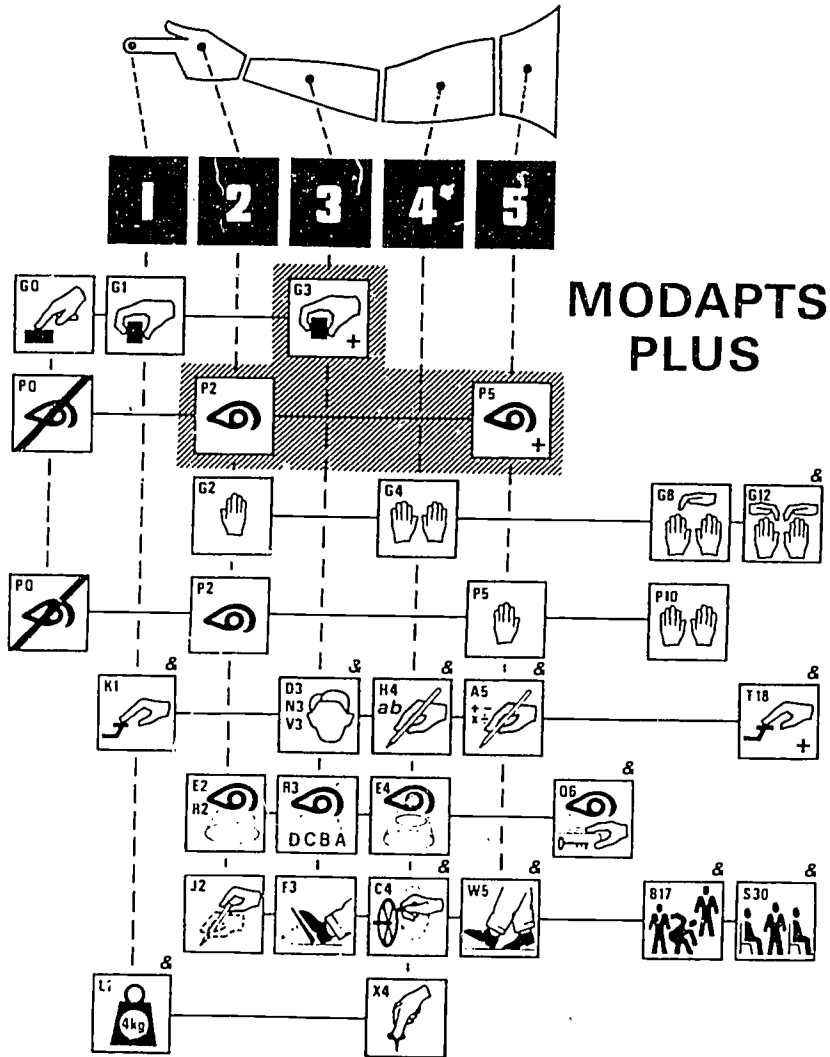 1 2 3 4 5
G0 G1 G3 +
MODAPTS
PLUS
P0 P2 P5 +
G2 G4 G8 & G12
P0 P2 P5 P10
& K1 & D3 N3 V3 & H4 ab & A5 + - × ÷ & T18 +
E2 R2 R3 DCBA E4 & 06
J2 F3 & C4 & W5 & B17 & S30
& L1 4kg X4